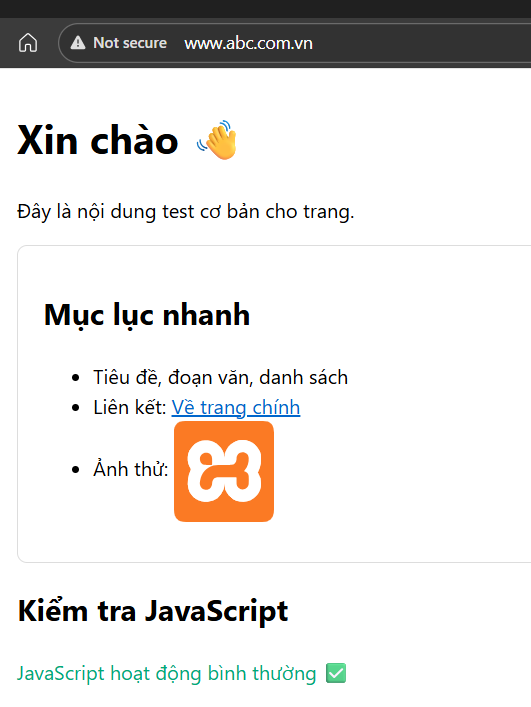 Not secure www.abc.com.vn
Xin chào 👋
Đây là nội dung test cơ bản cho trang.
Mục lục nhanh
• Tiêu đề, đoạn văn, danh sách
• Liên kết: Về trang chính
• Ảnh thử:
Kiểm tra JavaScript
JavaScript hoạt động bình thường ✅